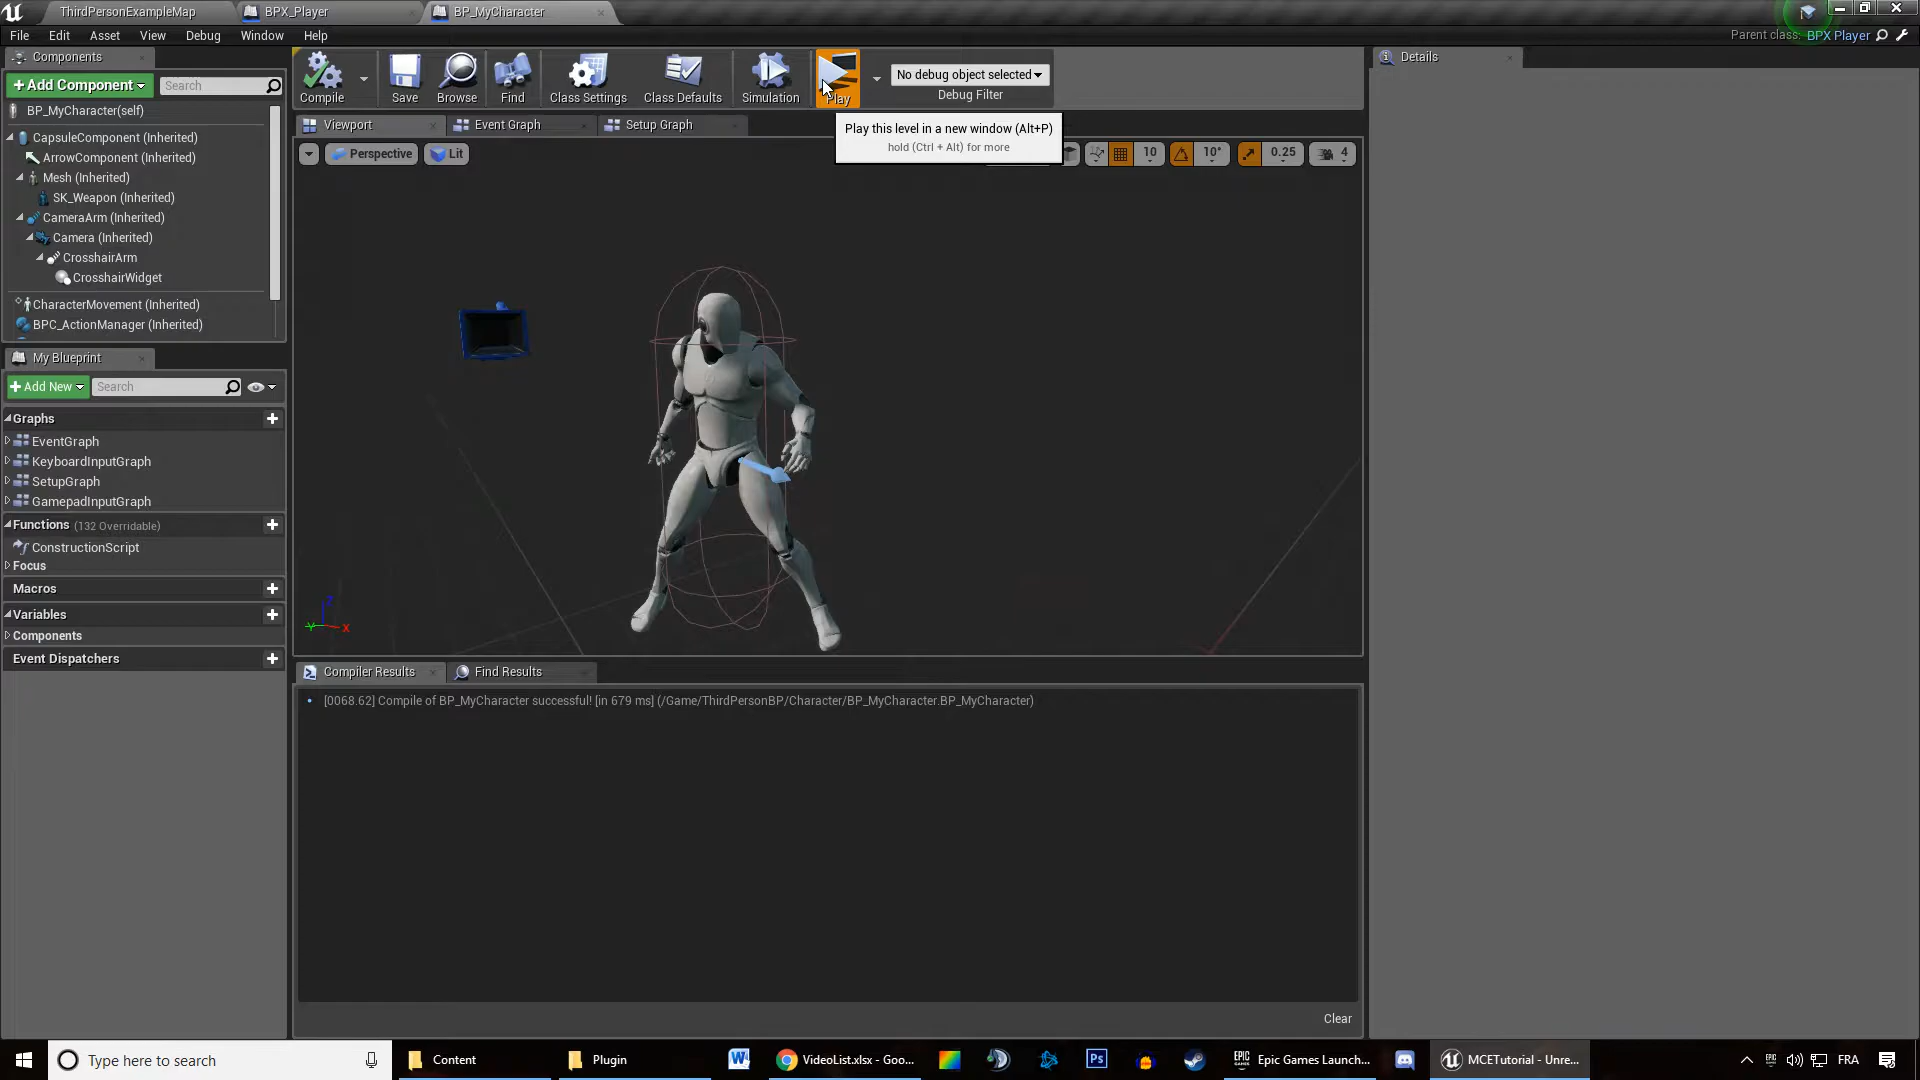 ThirdPersonExampleMap
BPX_Player
BP_MyCharacter
File Edit Asset View Debug Window Help
Parent class: BPX Player
Components
+Add Component
Search
BP_MyCharacter(self)
CapsuleComponent (Inherited)
ArrowComponent (Inherited)
Mesh (Inherited)
SK_Weapon (Inherited)
CameraArm (Inherited)
Camera (Inherited)
CrosshairArm
CrosshairWidget
CharacterMovement (Inherited)
BPC_ActionManager (Inherited)
My Blueprint
+Add New
Search
Graphs
EventGraph
KeyboardInputGraph
SetupGraph
GamepadInputGraph
Functions (132 Overridable)
ConstructionScript
Focus
Macros
Variables
Components
Event Dispatchers
Compile
Save
Browse
Find
Class Settings
Class Defaults
Simulation
Play
No debug object selected
Debug Filter
Viewport
Event Graph
Setup Graph
Play this level in a new window (Alt+P)
hold (Ctrl + Alt) for more
Perspective
Lit
10
10°
0.25
4
Z
Y
X
Compiler Results
Find Results
[0068.62] Compile of BP_MyCharacter successful! [in 679 ms] (/Game/ThirdPersonBP/Character/BP_MyCharacter.BP_MyCharacter)
Clear
Details
Type here to search
Content
Plugin
W
VideoList.xlsx - Goo...
Ps
EPIC GAMES
Epic Games Launch...
MCETutorial - Unre...
FRA